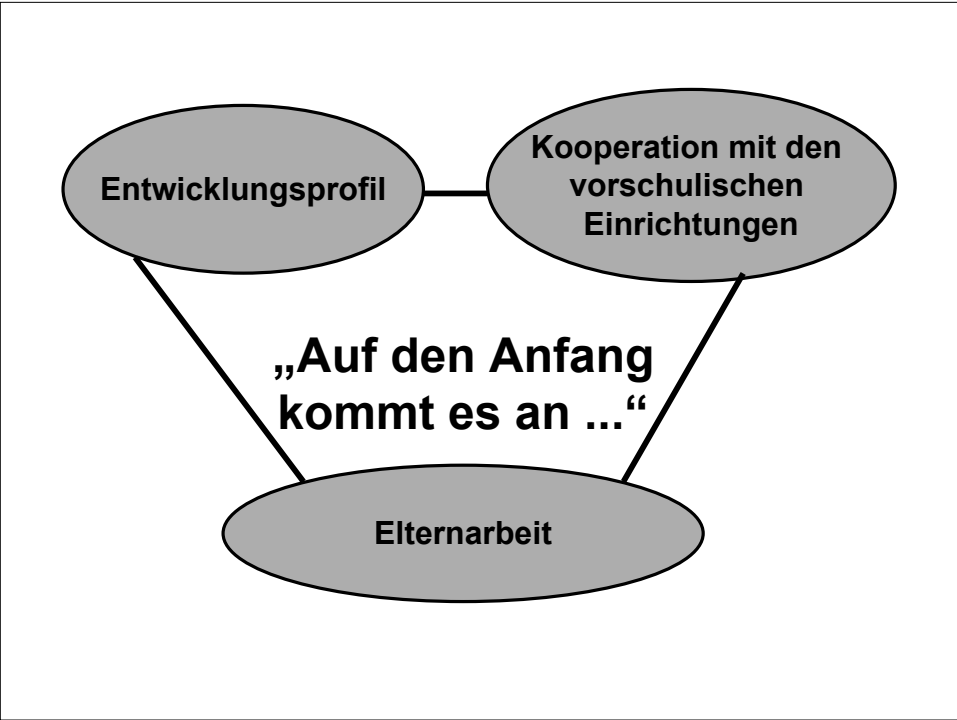 Entwicklungsprofil
Kooperation mit den
vorschulischen
Einrichtungen
„Auf den Anfang
kommt es an ...“
Elternarbeit